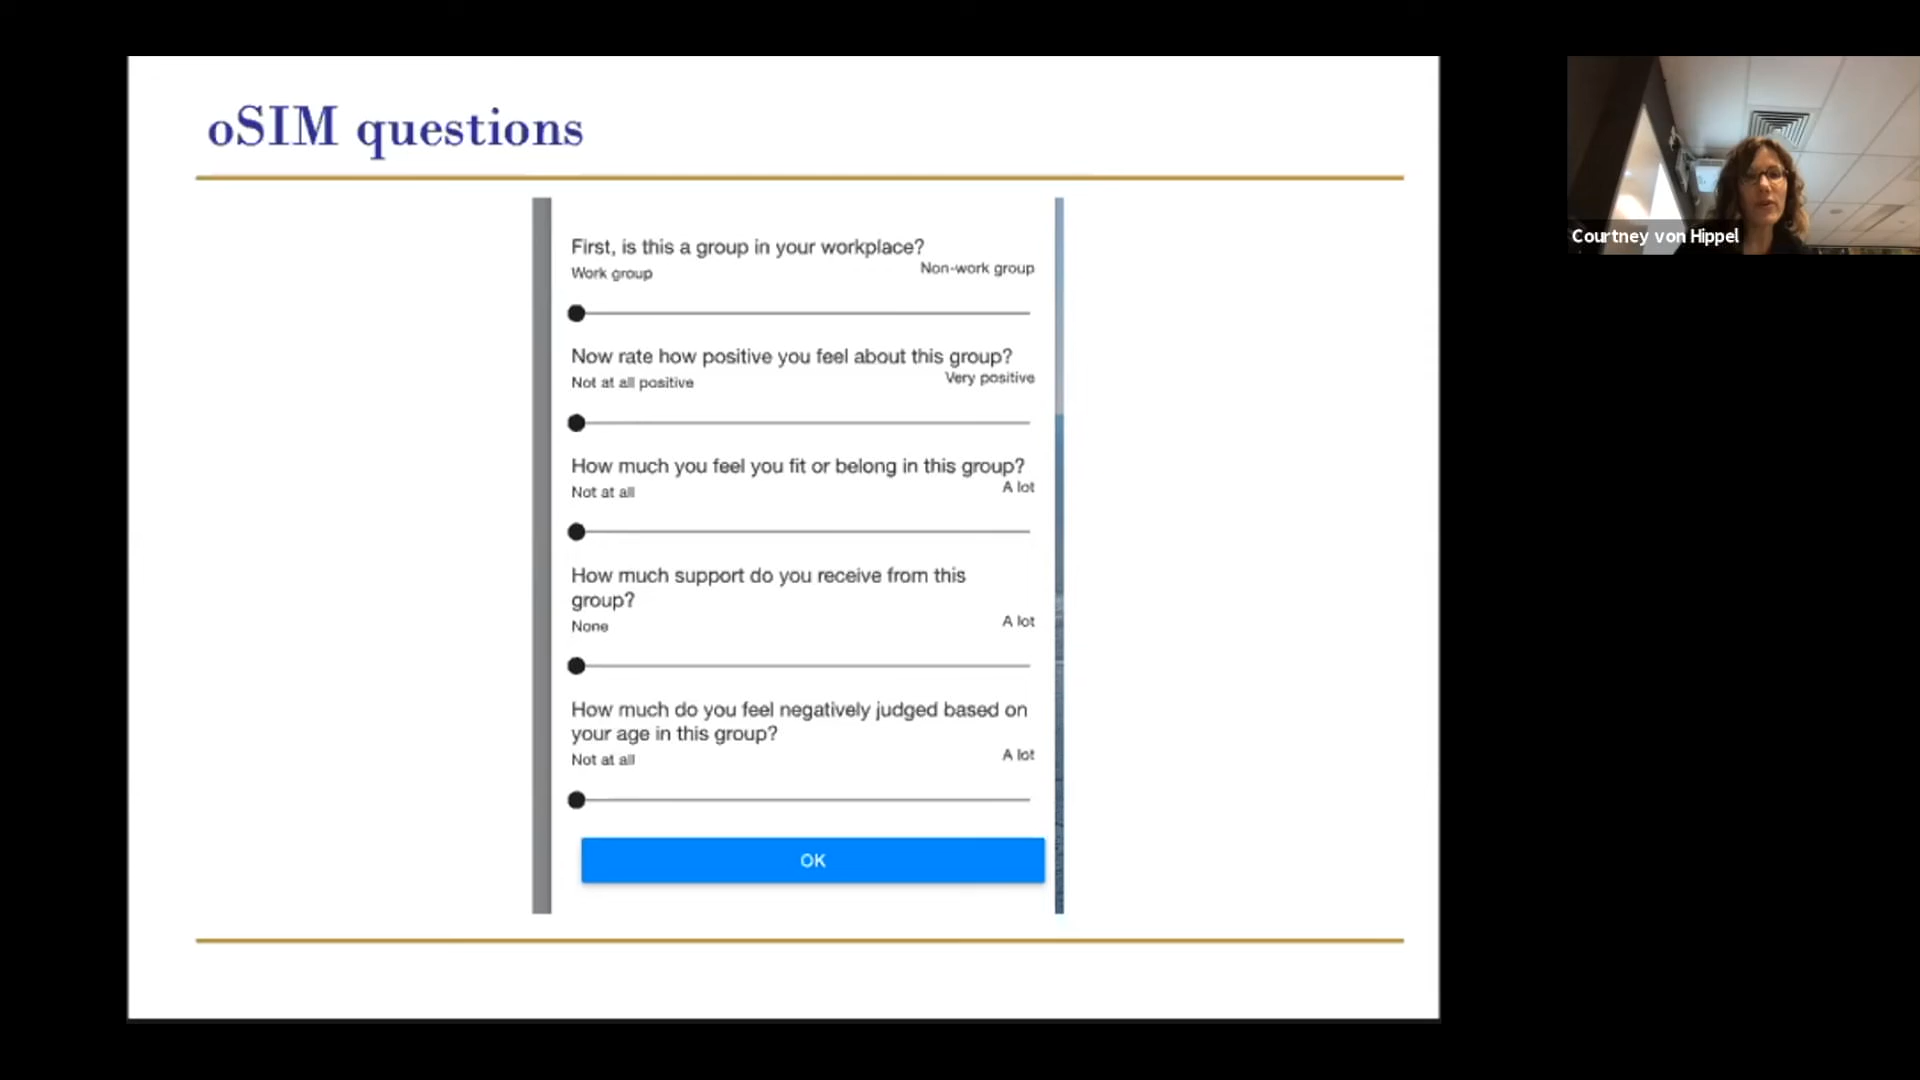 oSIM questions
First, is this a group in your workplace?
Work group
Non-work group
Now rate how positive you feel about this group?
Not at all positive
Very positive
How much you feel you fit or belong in this group?
Not at all
A lot
How much support do you receive from this
group?
None
A lot
How much do you feel negatively judged based on
your age in this group?
Not at all
A lot
OK
Courtney von Hippel